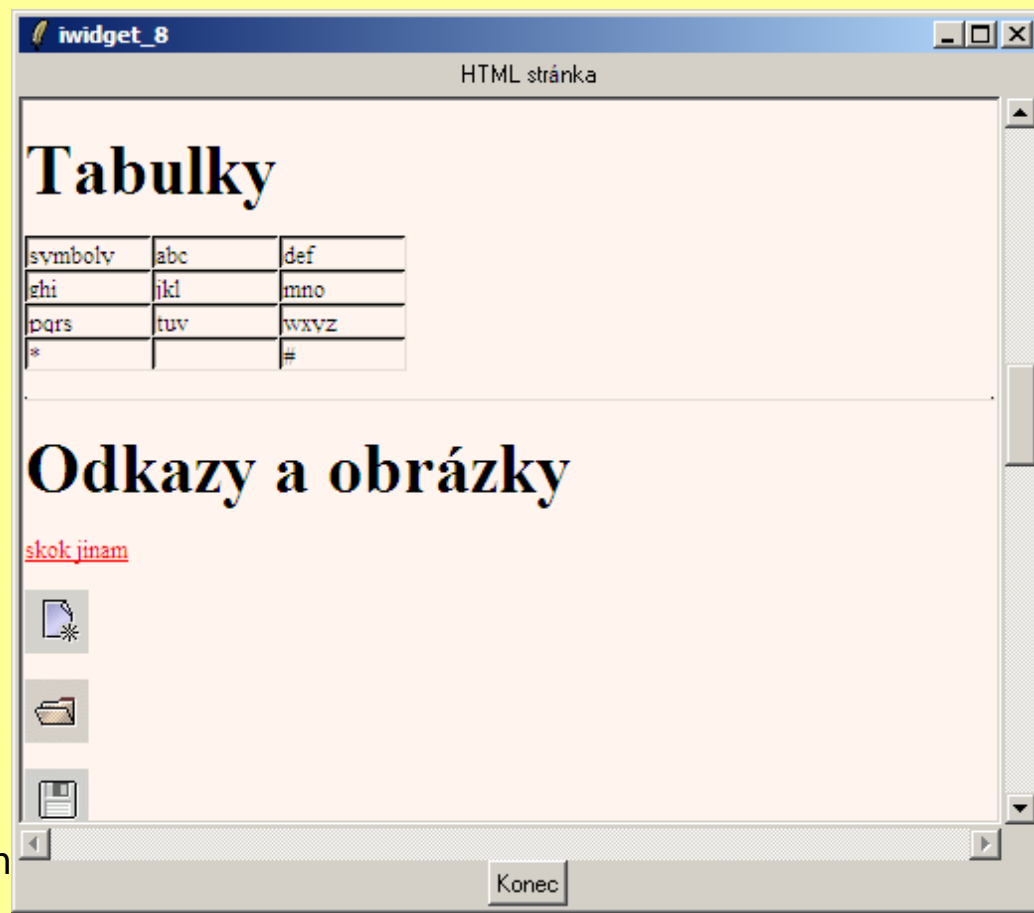 iwidget_8
HTML stránka
Tabulky
symboly abc def
ghi jkl mno
pqrs tuv wxyz
* #
Odkazy a obrázky
skok jinam
Konec